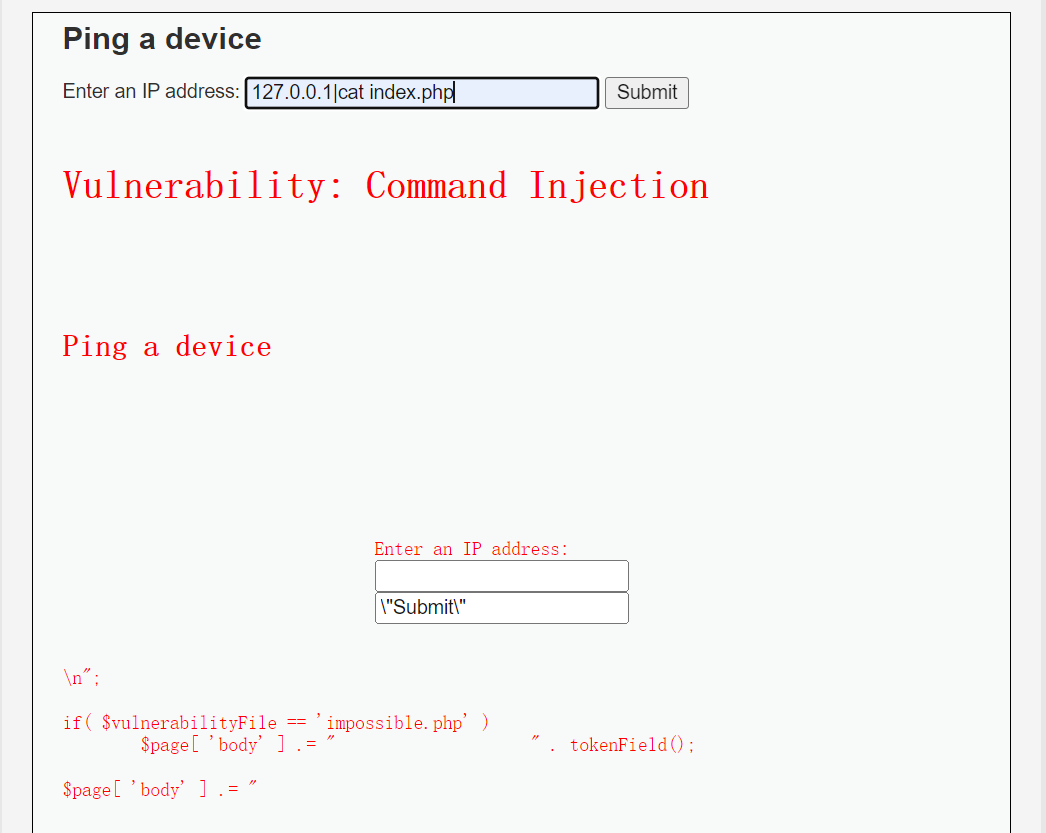 Ping a device
Enter an IP address: 127.0.0.1|cat index.php Submit
Vulnerability: Command Injection
Ping a device
Enter an IP address:
\"Submit\"
\n";
if( $vulnerabilityFile == 'impossible.php' )
$page[ 'body' ] .= " " . tokenField();
$page[ 'body' ] .= "